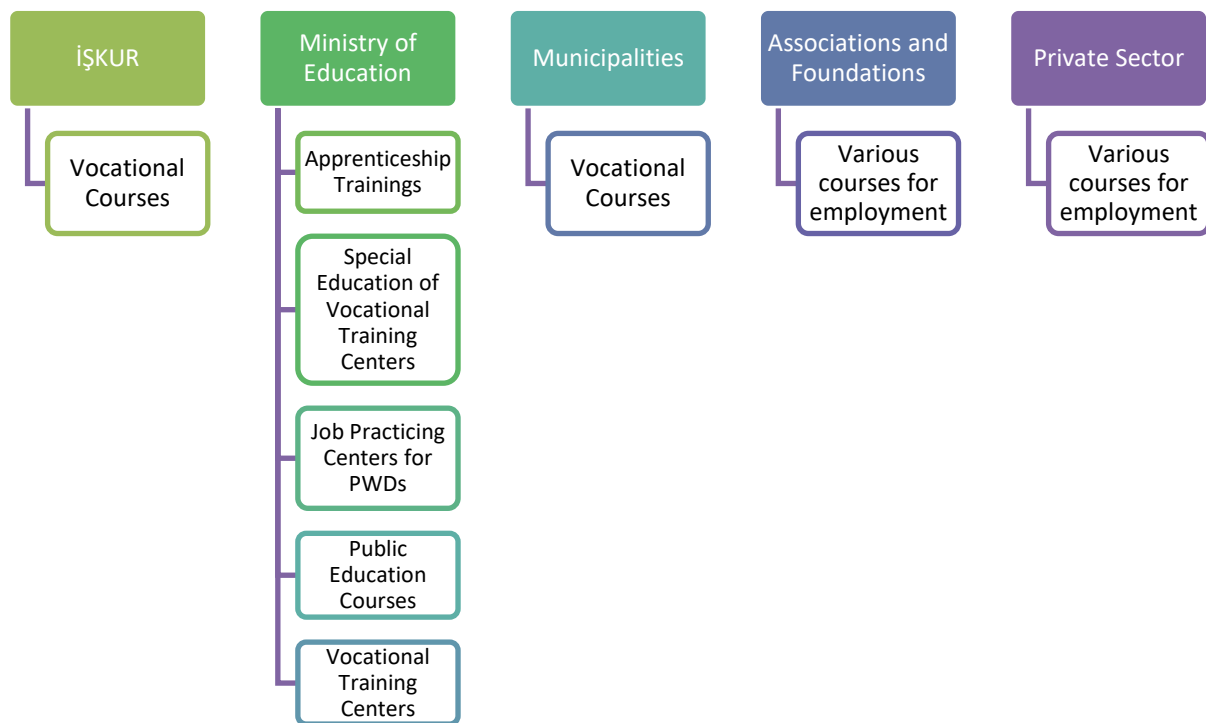 İŞKUR
Vocational
Courses
Ministry of
Education
Apprenticeship
Trainings
Special
Education of
Vocational
Training
Centers
Job Practicing
Centers for
PWDs
Public
Education
Courses
Vocational
Training
Centers
Municipalities
Vocational
Courses
Associations and
Foundations
Various
courses for
employment
Private Sector
Various
courses for
employment